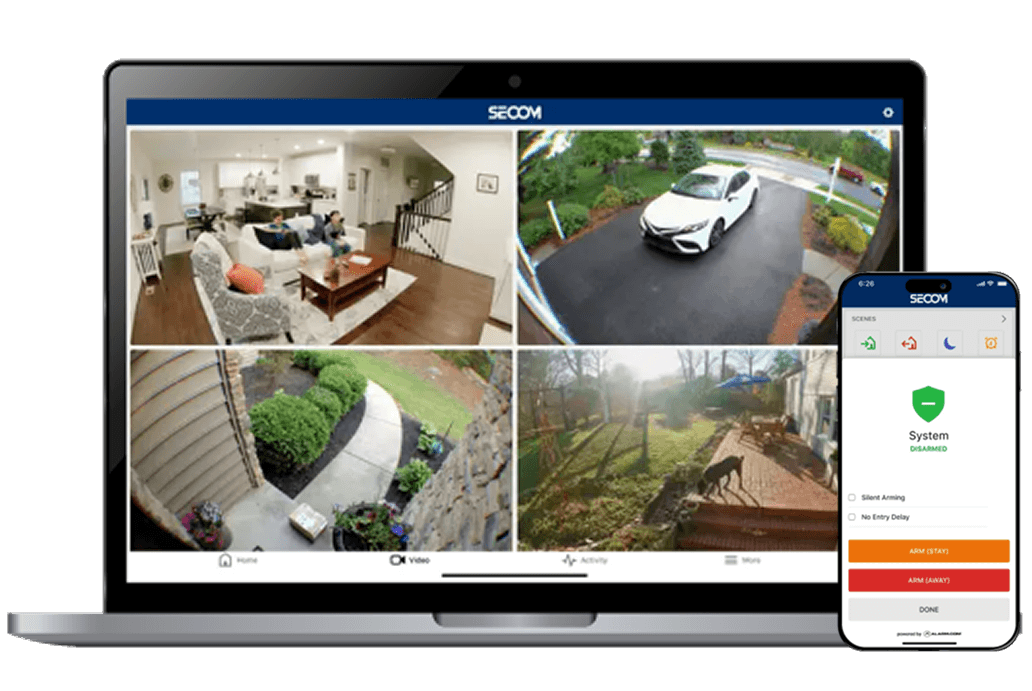 SECOM
Home
Video
Activity
More
6:26
SECOM
SCENES
System
DISARMED
Silent Arming
No Entry Delay
ARM (STAY)
ARM (AWAY)
DONE
powered by ALARM.COM